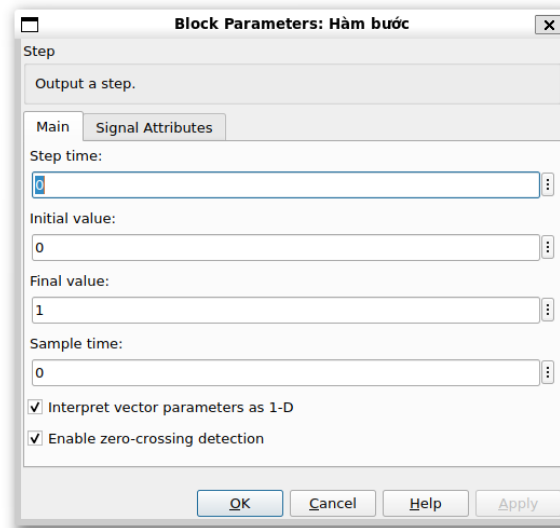 Block Parameters: Hàm bước
Step
Output a step.
Main Signal Attributes
Step time:
0
Initial value:
0
Final value:
1
Sample time:
0
Interpret vector parameters as 1-D
Enable zero-crossing detection
OK Cancel Help Apply